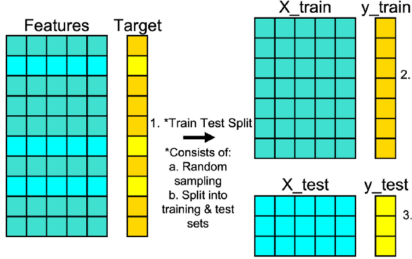 Features Target
X_train y_train
1. *Train Test Split
2.
*Consists of:
a. Random
sampling
b. Split into
training & test
sets
X_test y_test
3.